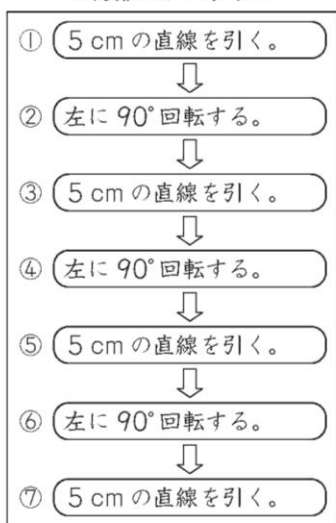 ① 5 cm の直線を引く。
② 左に 90°回転する。
③ 5 cm の直線を引く。
④ 左に 90°回転する。
⑤ 5 cm の直線を引く。
⑥ 左に 90°回転する。
⑦ 5 cm の直線を引く。